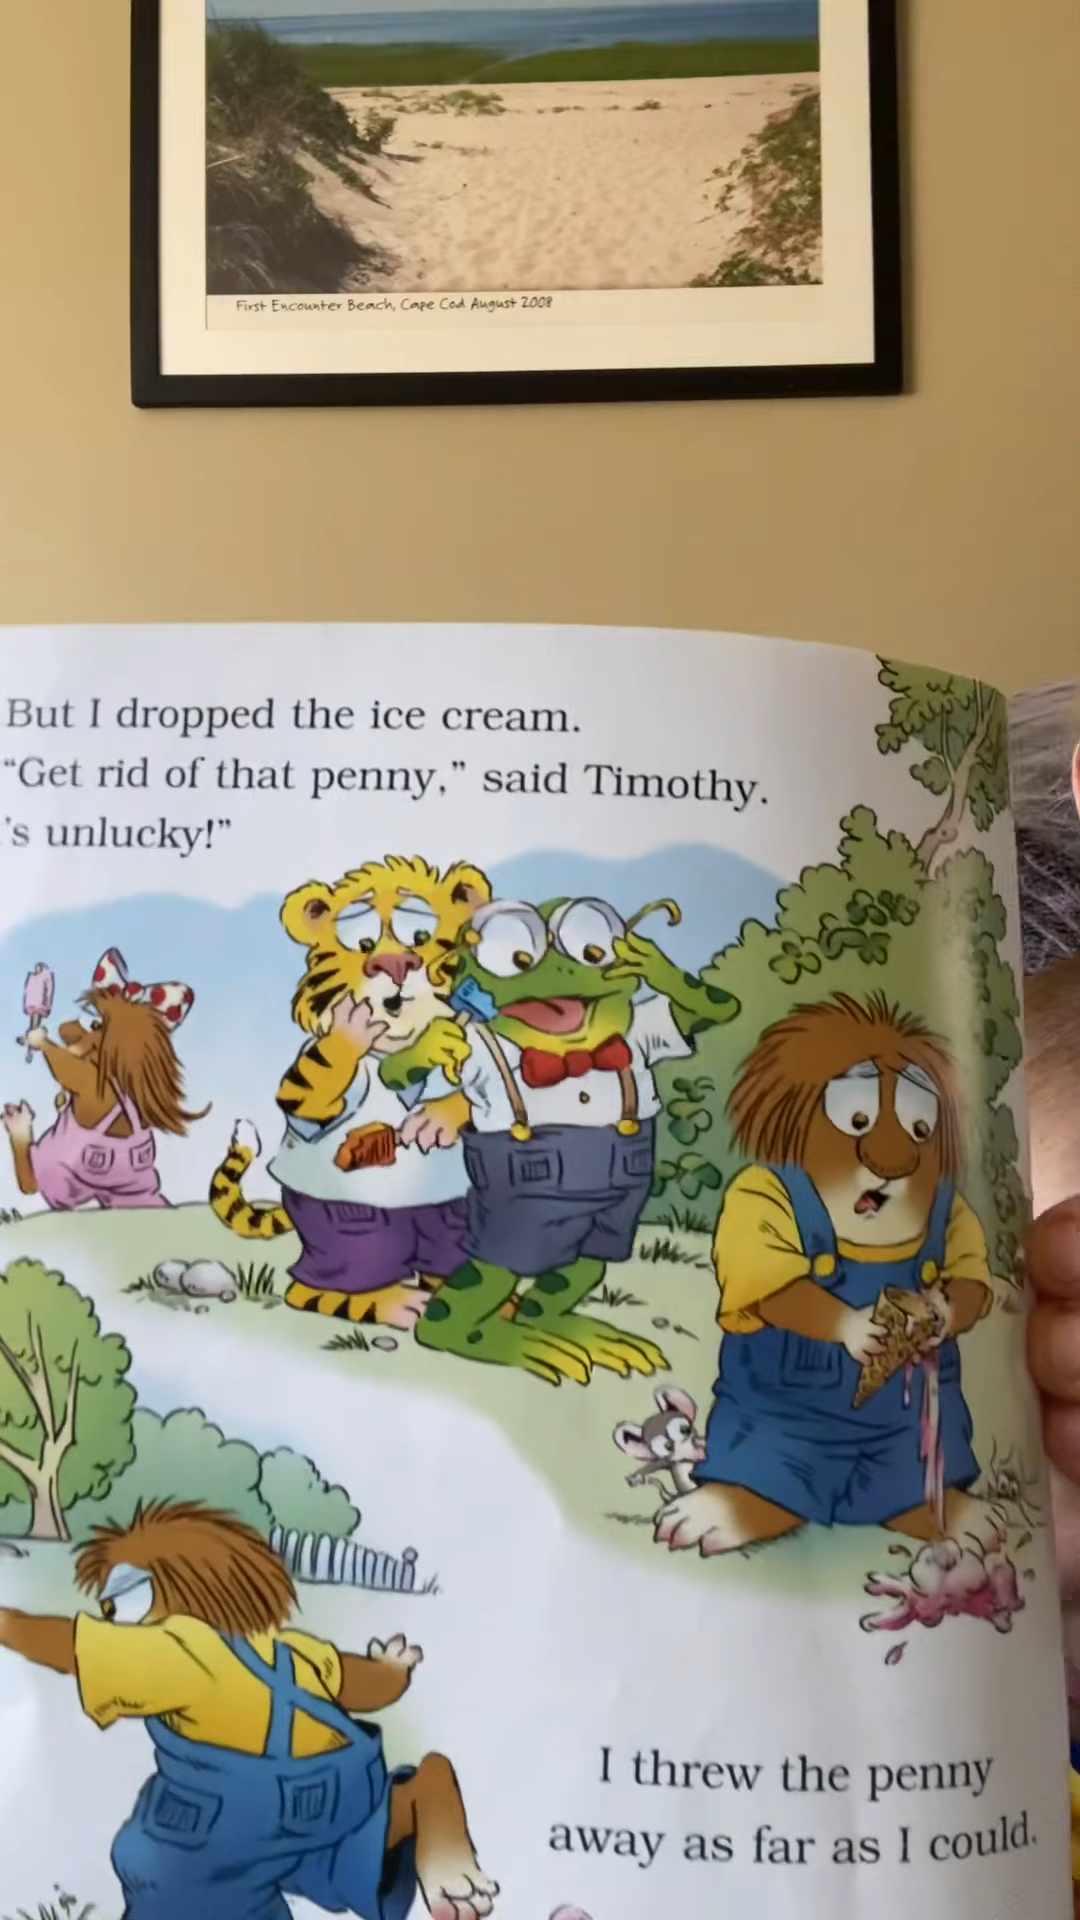 First Encounter Beach, Cape Cod August 2008
But I dropped the ice cream.
“Get rid of that penny,” said Timothy.
's unlucky!”
I threw the penny
away as far as I could.